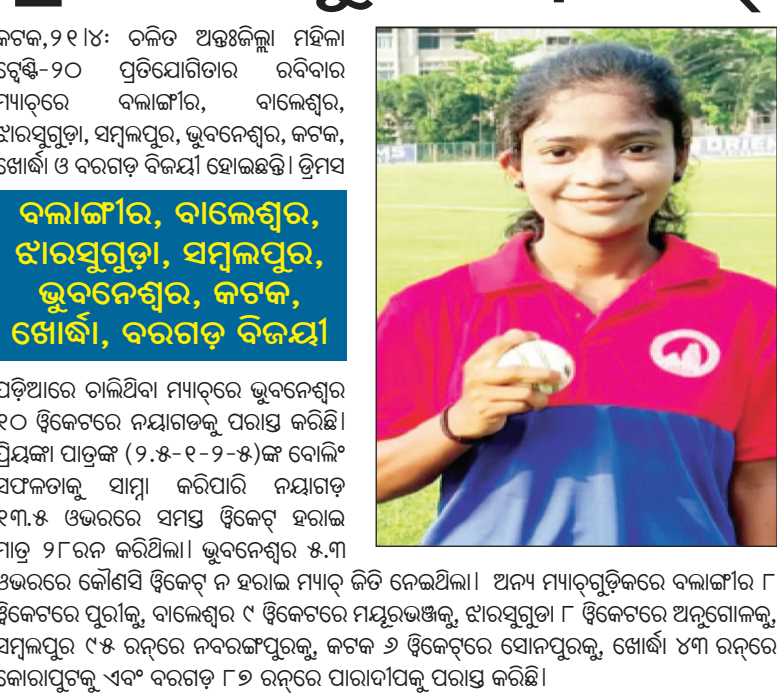 କଟକ,୨୧।୪: ଚଳିତ ଅନ୍ତଃଜିଲ୍ଲା ମହିଳା
ଟ୍ୱେଣ୍ଟି-୨୦ ପ୍ରତିଯୋଗିତାର ରବିବାର
ମ୍ୟାଚ୍‌ରେ ବଲାଙ୍ଗୀର, ବାଲେଶ୍ୱର,
ଝାରସୁଗୁଡ଼ା, ସମ୍ବଲପୁର, ଭୁବନେଶ୍ୱର, କଟକ,
ଖୋର୍ଦ୍ଧା ଓ ବରଗଡ଼ ବିଜୟୀ ହୋଇଛନ୍ତି। ଡ୍ରିମସ
ବଲାଙ୍ଗୀର, ବାଲେଶ୍ୱର,
ଝାରସୁଗୁଡ଼ା, ସମ୍ବଲପୁର,
ଭୁବନେଶ୍ୱର, କଟକ,
ଖୋର୍ଦ୍ଧା, ବରଗଡ଼ ବିଜୟୀ
ପଡ଼ିଆରେ ଚାଲିଥିବା ମ୍ୟାଚ୍‌ରେ ଭୁବନେଶ୍ୱର
୧୦ ୱିକେଟରେ ନୟାଗଡକୁ ପରାସ୍ତ କରିଛି।
ପ୍ରିୟଙ୍କା ପାତ୍ରଙ୍କ (୨.୫-୧-୨-୫)ଙ୍କ ବୋଲିଂ
ସଫଳତାକୁ ସାମ୍ନା କରିପାରି ନୟାଗଡ଼
୧୩.୫ ଓଭରରେ ସମସ୍ତ ୱିକେଟ୍ ହରାଇ
ମାତ୍ର ୨୮ରନ କରିଥିଲା। ଭୁବନେଶ୍ୱର ୫.୩
ଓଭରରେ କୌଣସି ୱିକେଟ୍ ନ ହରାଇ ମ୍ୟାଚ୍ ଜିତି ନେଇଥିଲା। ଅନ୍ୟ ମ୍ୟାଚ୍‌ଗୁଡ଼ିକରେ ବଲାଙ୍ଗୀର ୮
ୱିକେଟରେ ପୁରୀକୁ, ବାଲେଶ୍ୱର ୯ ୱିକେଟରେ ମୟୂରଭଞ୍ଜକୁ, ଝାରସୁଗୁଡା ୮ ୱିକେଟରେ ଅନୁଗୋଳକୁ,
ସମ୍ବଲପୁର ୯୫ ରନ୍‌ରେ ନବରଙ୍ଗପୁରକୁ, କଟକ ୬ ୱିକେଟ୍‌ରେ ସୋନପୁରକୁ, ଖୋର୍ଦ୍ଧା ୪୩ ରନ୍‌ରେ
କୋରାପୁଟକୁ ଏବଂ ବରଗଡ଼ ୮୭ ରନ୍‌ରେ ପାରାଦୀପକୁ ପରାସ୍ତ କରିଛି।